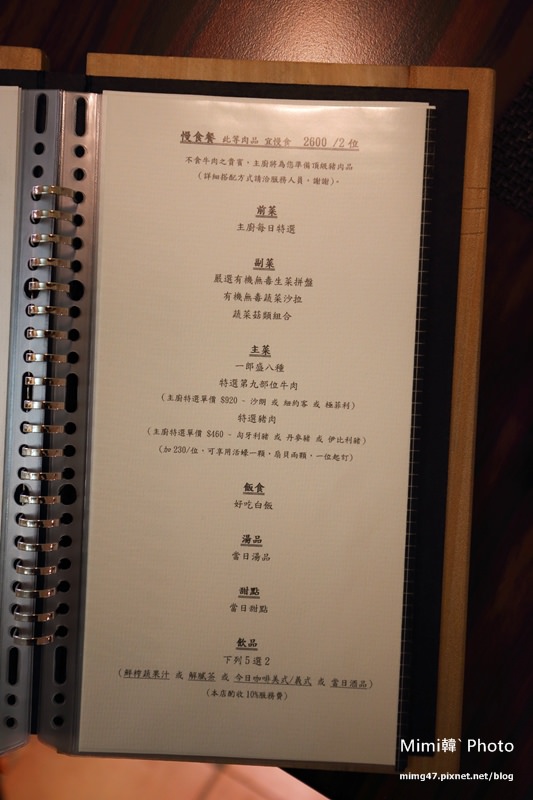 慢食餐 此等肉品 宜慢食 2600 /2 位
不食牛肉之貴賓，主廚將為您準備頂級豬肉品
(詳細搭配方式請洽服務人員，謝謝)。
前菜
主廚每日特選
副菜
嚴選有機無毒生菜拼盤
有機無毒蔬菜沙拉
蔬菜菇類組合
主菜
一郎盛八種
特選第九部位牛肉
(主廚特選單價 $920 ~ 沙朗 或 紐約客 或 極菲利)
特選豬肉
(主廚特選單價 $460 ~ 匈牙利豬 或 丹麥豬 或 伊比利豬)
(加 230/位，可享用活蠔一顆，扇貝兩顆，一位起訂)
飯食
好吃白飯
湯品
當日湯品
甜點
當日甜點
飲品
下列 5 選 2
(鮮榨蔬果汁 或 解膩茶 或 今日咖啡美式/義式 或 當日酒品)
(本店酌收 10%服務費)
Mimi韓` Photo
mimg47.pixnet.net/blog